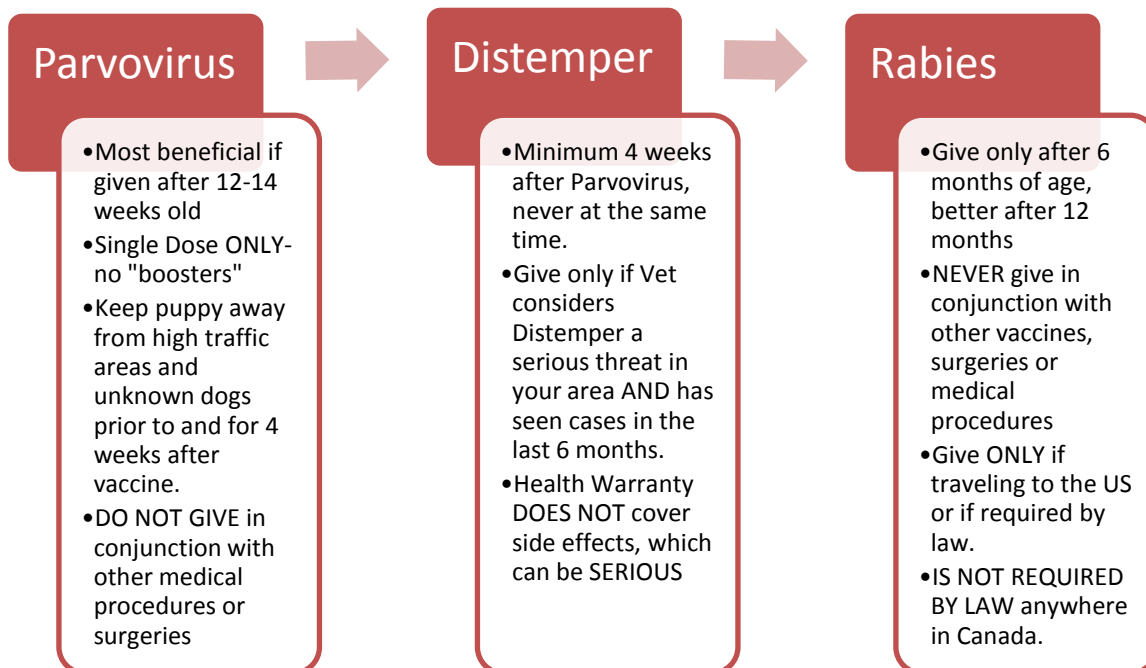 Parvovirus
•Most beneficial if
given after 12-14
weeks old
•Single Dose ONLY-
no "boosters"
•Keep puppy away
from high traffic
areas and
unknown dogs
prior to and for 4
weeks after
vaccine.
•DO NOT GIVE in
conjunction with
other medical
procedures or
surgeries
Distemper
•Minimum 4 weeks
after Parvovirus,
never at the same
time.
•Give only if Vet
considers
Distemper a
serious threat in
your area AND has
seen cases in the
last 6 months.
•Health Warranty
DOES NOT cover
side effects, which
can be SERIOUS
Rabies
•Give only after 6
months of age,
better after 12
months
•NEVER give in
conjunction with
other vaccines,
surgeries or
medical
procedures
•Give ONLY if
traveling to the US
or if required by
law.
•IS NOT REQUIRED
BY LAW anywhere
in Canada.